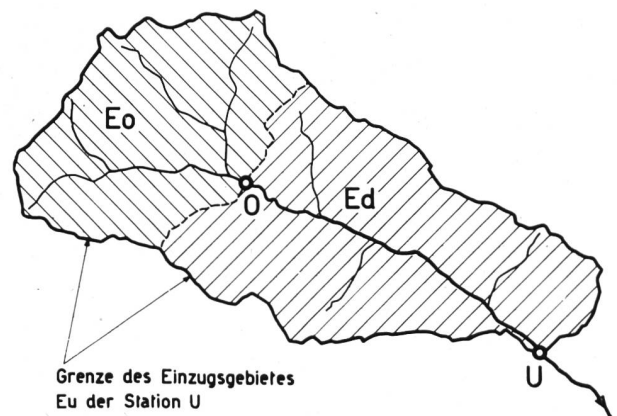 Eo
Ed
O
U
Grenze des Einzugsgebietes
Eu der Station U